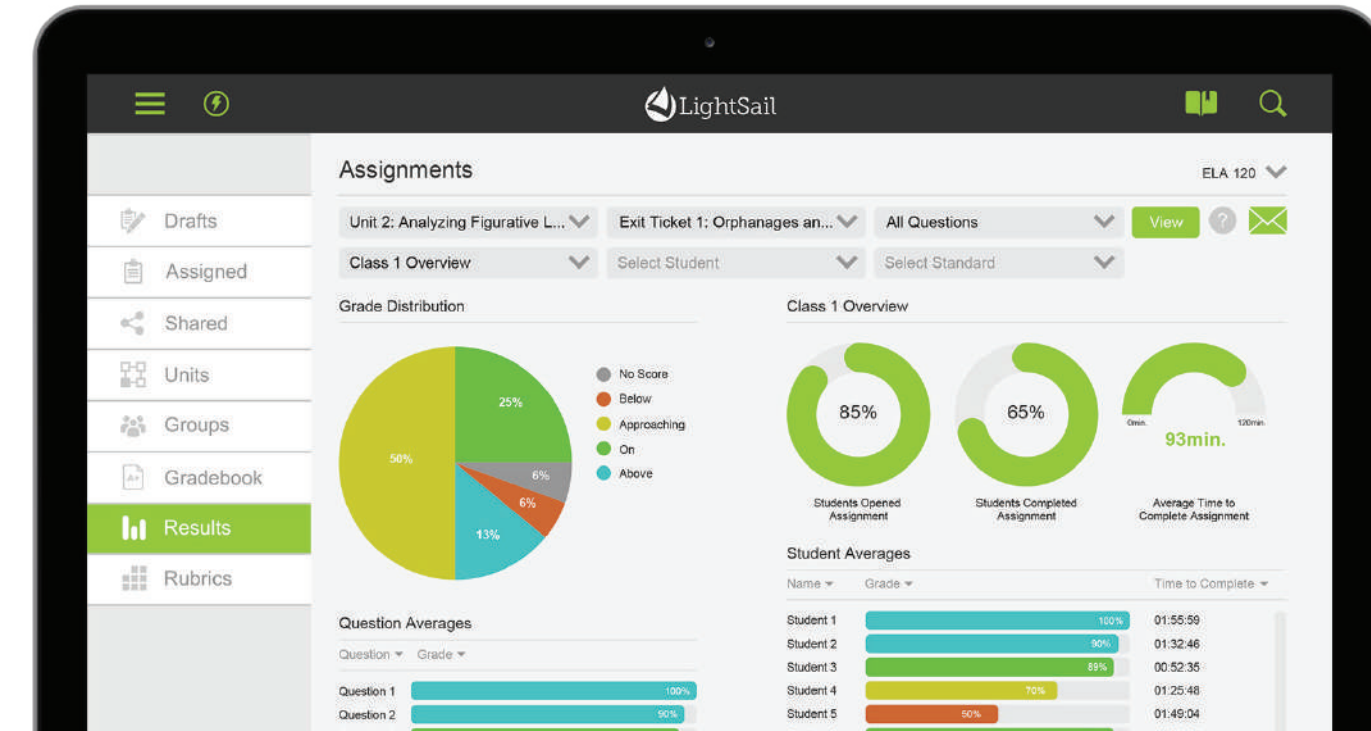 LightSail
Assignments
ELA 120
Drafts
Assigned
Shared
Units
Groups
A+
Gradebook
Results
Rubrics
Unit 2: Analyzing Figurative L...
Exit Ticket 1: Orphanages an...
All Questions
View
?
Class 1 Overview
Select Student
Select Standard
Grade Distribution
25%
50%
6%
6%
13%
No Score
Below
Approaching
On
Above
Class 1 Overview
85%
Students Opened
Assignment
65%
Students Completed
Assignment
0min.
120min.
93min.
Average Time to
Complete Assignment
Question Averages
Question Grade
Question 1 100%
Question 2 90%
Student Averages
Name Grade Time to Complete
Student 1 100% 01:55:59
Student 2 90% 01:32:46
Student 3 89% 00:52:35
Student 4 70% 01:25:48
Student 5 50% 01:49:04